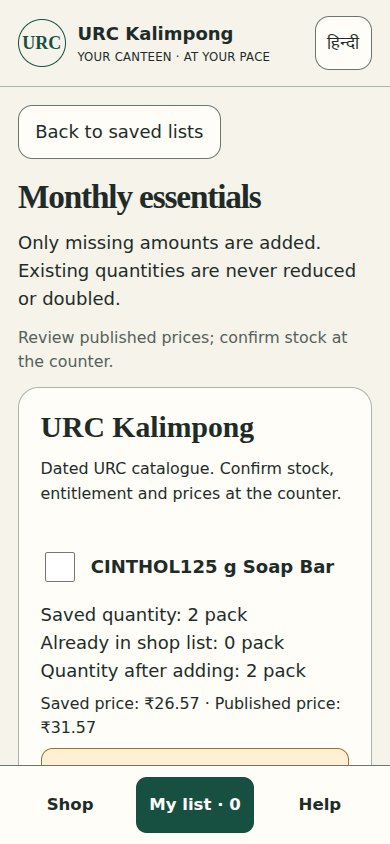 URC
URC Kalimpong
YOUR CANTEEN · AT YOUR PACE
हिन्दी
Back to saved lists
Monthly essentials
Only missing amounts are added.
Existing quantities are never reduced
or doubled.
Review published prices; confirm stock at
the counter.
URC Kalimpong
Dated URC catalogue. Confirm stock,
entitlement and prices at the counter.
CINTHOL125 g Soap Bar
Saved quantity: 2 pack
Already in shop list: 0 pack
Quantity after adding: 2 pack
Saved price: ₹26.57 · Published price:
₹31.57
Shop
My list · 0
Help